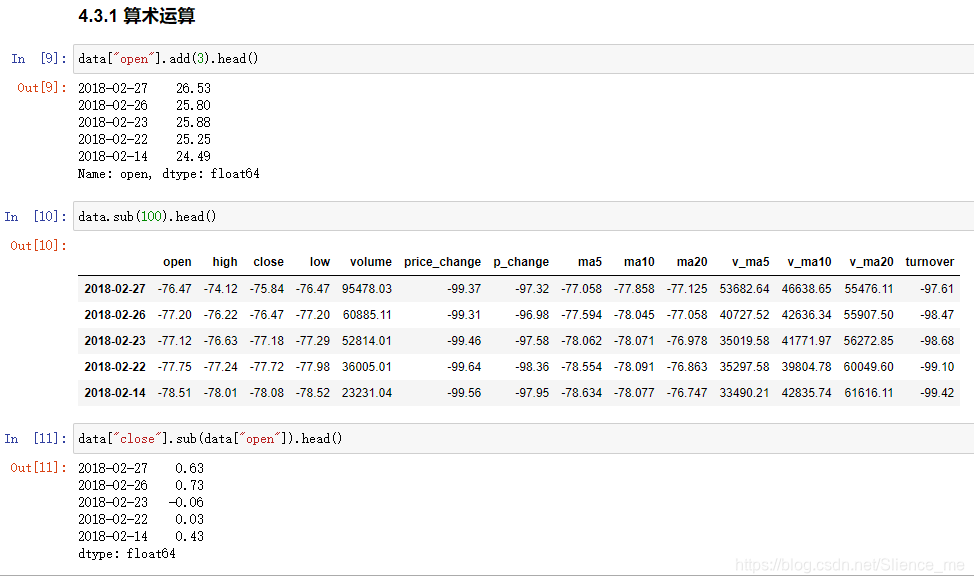 4.3.1 算术运算
In [9]: data["open"].add(3).head()
Out[9]: 2018-02-27 26.53
2018-02-26 25.80
2018-02-23 25.88
2018-02-22 25.25
2018-02-14 24.49
Name: open, dtype: float64
In [10]: data.sub(100).head()
Out[10]:
open high close low volume price_change p_change ma5 ma10 ma20 v_ma5 v_ma10 v_ma20 turnover
2018-02-27 -76.47 -74.12 -75.84 -76.47 95478.03 -99.37 -97.32 -77.058 -77.858 -77.125 53682.64 46638.65 55476.11 -97.61
2018-02-26 -77.20 -76.22 -76.47 -77.20 60885.11 -99.31 -96.98 -77.594 -78.045 -77.058 40727.52 42636.34 55907.50 -98.47
2018-02-23 -77.12 -76.63 -77.18 -77.29 52814.01 -99.46 -97.58 -78.062 -78.071 -76.978 35019.58 41771.97 56272.85 -98.68
2018-02-22 -77.75 -77.24 -77.72 -77.98 36005.01 -99.64 -98.36 -78.554 -78.091 -76.863 35297.58 39804.78 60049.60 -99.10
2018-02-14 -78.51 -78.01 -78.08 -78.52 23231.04 -99.56 -97.95 -78.634 -78.077 -76.747 33490.21 42835.74 61616.11 -99.42
In [11]: data["close"].sub(data["open"]).head()
Out[11]: 2018-02-27 0.63
2018-02-26 0.73
2018-02-23 -0.06
2018-02-22 0.03
2018-02-14 0.43
dtype: float64
https://blog.csdn.net/Slience_me